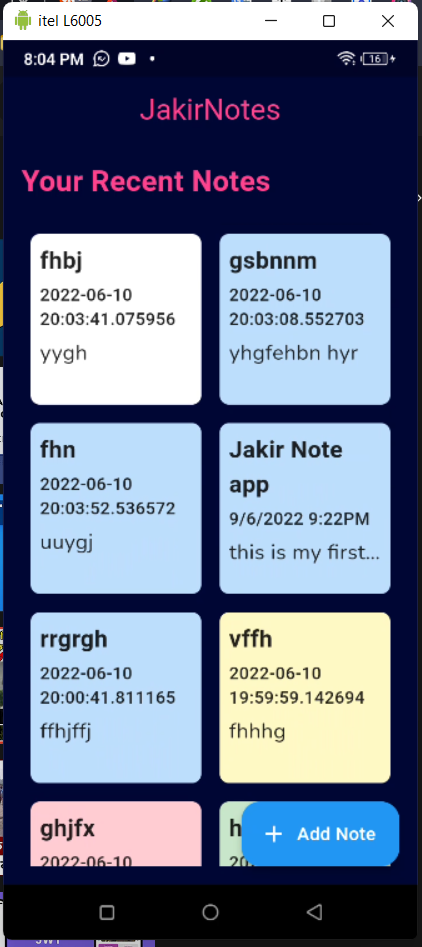 itel L6005
8:04 PM
16
JakirNotes
Your Recent Notes
fhbj
2022-06-10
20:03:41.075956
yygh
gsbnnm
2022-06-10
20:03:08.552703
yhgfehbn hyr
fhn
2022-06-10
20:03:52.536572
uuygj
Jakir Note
app
9/6/2022 9:22PM
this is my first...
rrgrgh
2022-06-10
20:00:41.811165
ffhjffj
vffh
2022-06-10
19:59:59.142694
fhhhg
ghjfx
2022-06-10
h
20
+ Add Note